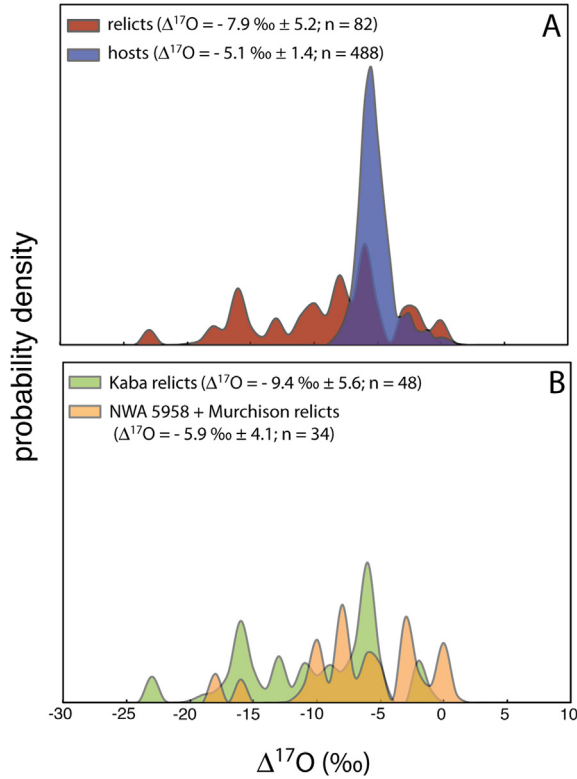 A
relicts (Δ¹⁷O = - 7.9 ‰ ± 5.2; n = 82)
hosts (Δ¹⁷O = - 5.1 ‰ ± 1.4; n = 488)
B
Kaba relicts (Δ¹⁷O = - 9.4 ‰ ± 5.6; n = 48)
NWA 5958 + Murchison relicts
(Δ¹⁷O = - 5.9 ‰ ± 4.1; n = 34)
probability density
-30 -25 -20 -15 -10 -5 0 5 10
Δ¹⁷O (‰)